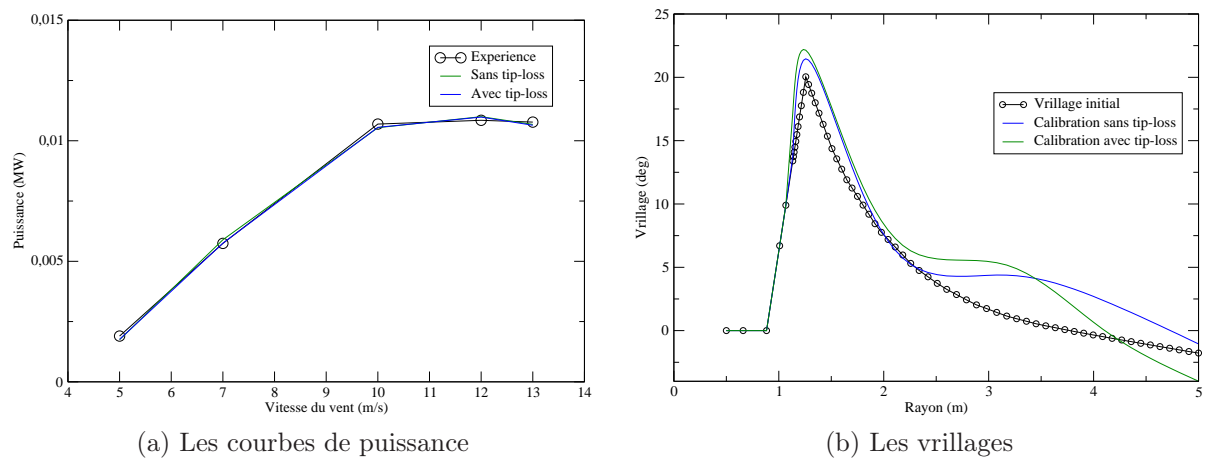 0,015
0,01
0,005
0
Puissance (MW)
4 5 6 7 8 9 10 11 12 13 14
Vitesse du vent (m/s)
Experience
Sans tip-loss
Avec tip-loss
(a) Les courbes de puissance
25
20
15
10
5
0
Vrillage (deg)
0 1 2 3 4 5
Rayon (m)
Vrillage initial
Calibration sans tip-loss
Calibration avec tip-loss
(b) Les vrillages